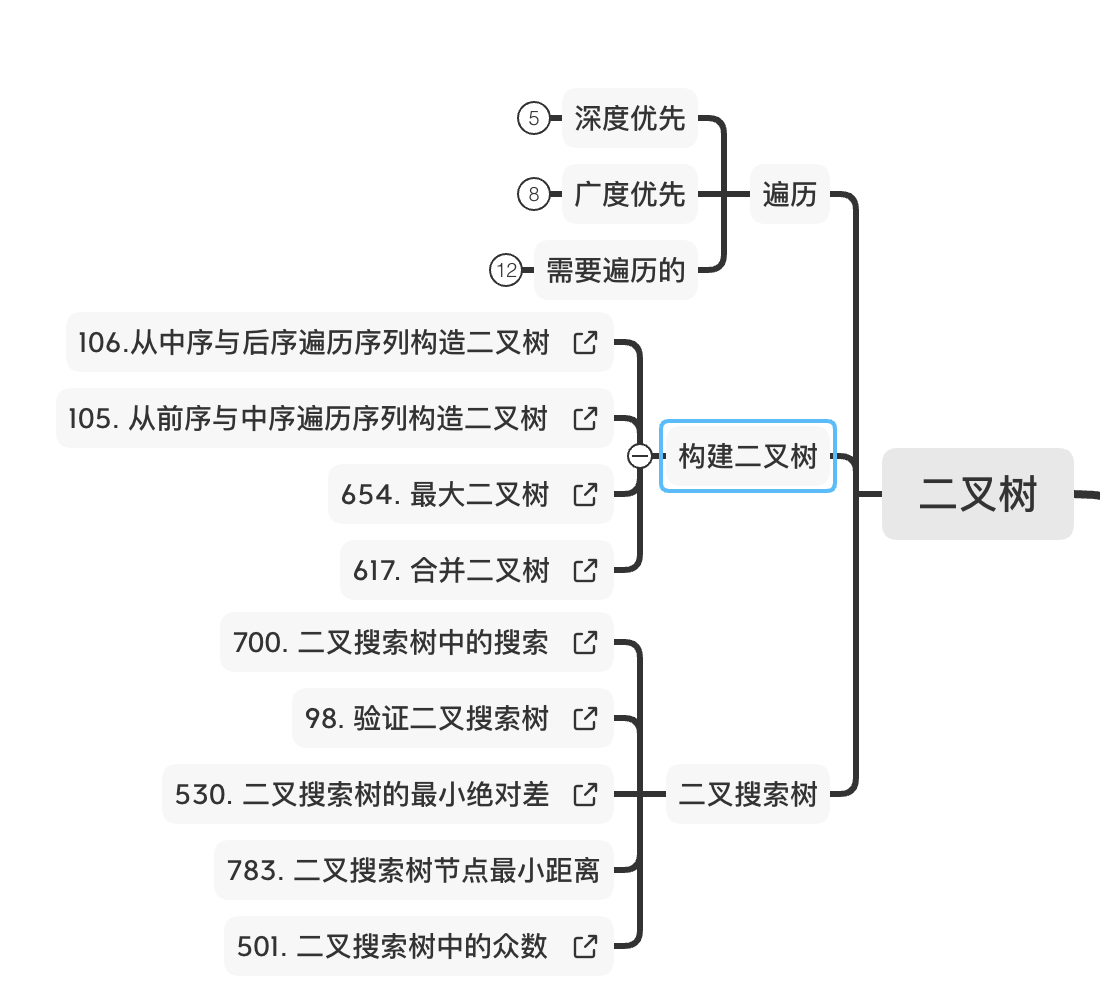 5
深度优先
8
广度优先
遍历
12
需要遍历的
106.从中序与后序遍历序列构造二叉树
105. 从前序与中序遍历序列构造二叉树
构建二叉树
654. 最大二叉树
二叉树
617. 合并二叉树
700. 二叉搜索树中的搜索
98. 验证二叉搜索树
530. 二叉搜索树的最小绝对差
二叉搜索树
783. 二叉搜索树节点最小距离
501. 二叉搜索树中的众数